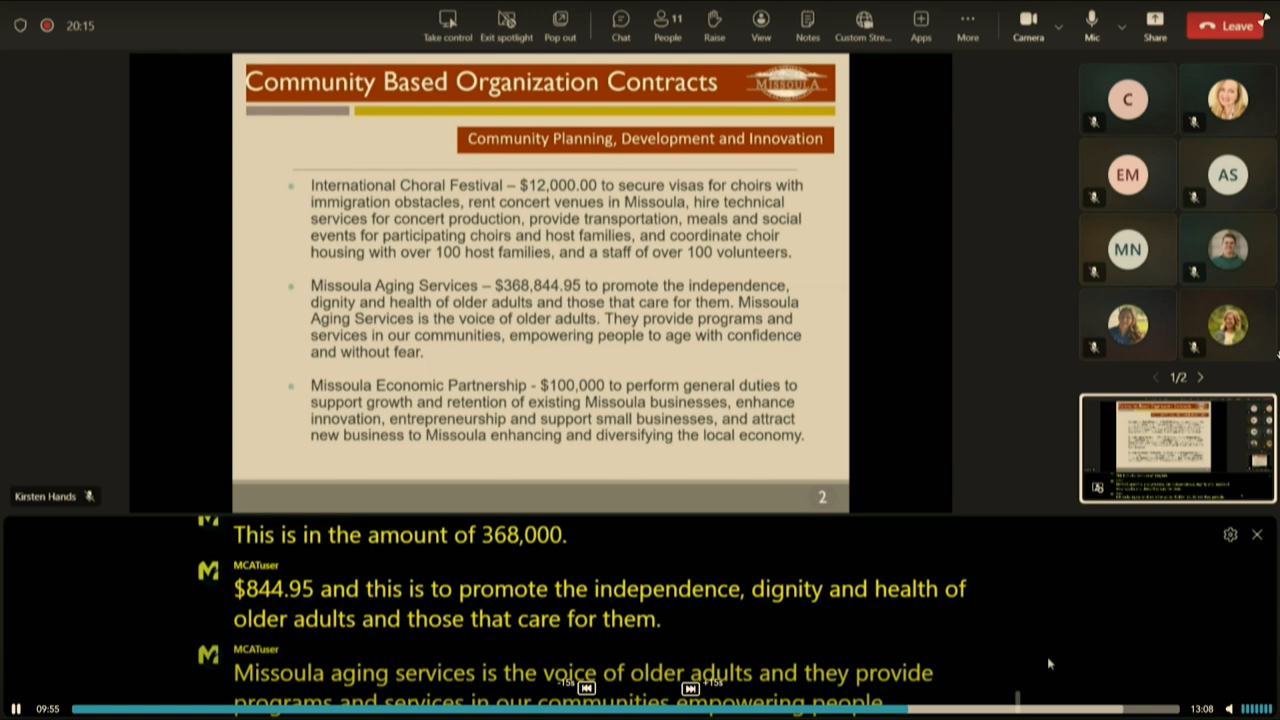 20:15
Take control
Exit spotlight
Pop out
Chat
11
People
Raise
View
Notes
Custom Stre...
Apps
More
Camera
Mic
Share
Leave
Community Based Organization Contracts
MISSOULA
Community Planning, Development and Innovation
International Choral Festival – $12,000.00 to secure visas for choirs with
immigration obstacles, rent concert venues in Missoula, hire technical
services for concert production, provide transportation, meals and social
events for participating choirs and host families, and coordinate choir
housing with over 100 host families, and a staff of over 100 volunteers.
Missoula Aging Services – $368,844.95 to promote the independence,
dignity and health of older adults and those that care for them. Missoula
Aging Services is the voice of older adults. They provide programs and
services in our communities, empowering people to age with confidence
and without fear.
Missoula Economic Partnership - $100,000 to perform general duties to
support growth and retention of existing Missoula businesses, enhance
innovation, entrepreneurship and support small businesses, and attract
new business to Missoula enhancing and diversifying the local economy.
2
C
EM
AS
MN
1/2
Kirsten Hands
This is in the amount of 368,000.
MCATuser
$844.95 and this is to promote the independence, dignity and health of
older adults and those that care for them.
MCATuser
Missoula aging services is the voice of older adults and they provide
programs and services in our communities empowering people
-15s
+15s
09:55
13:08